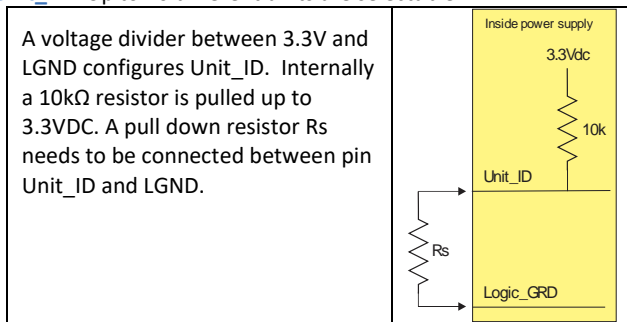 A voltage divider between 3.3V and
LGND configures Unit_ID. Internally
a 10kΩ resistor is pulled up to
3.3VDC. A pull down resistor Rs
needs to be connected between pin
Unit_ID and LGND.
Inside power supply
3.3Vdc
10k
Unit_ID
Rs
Logic_GRD